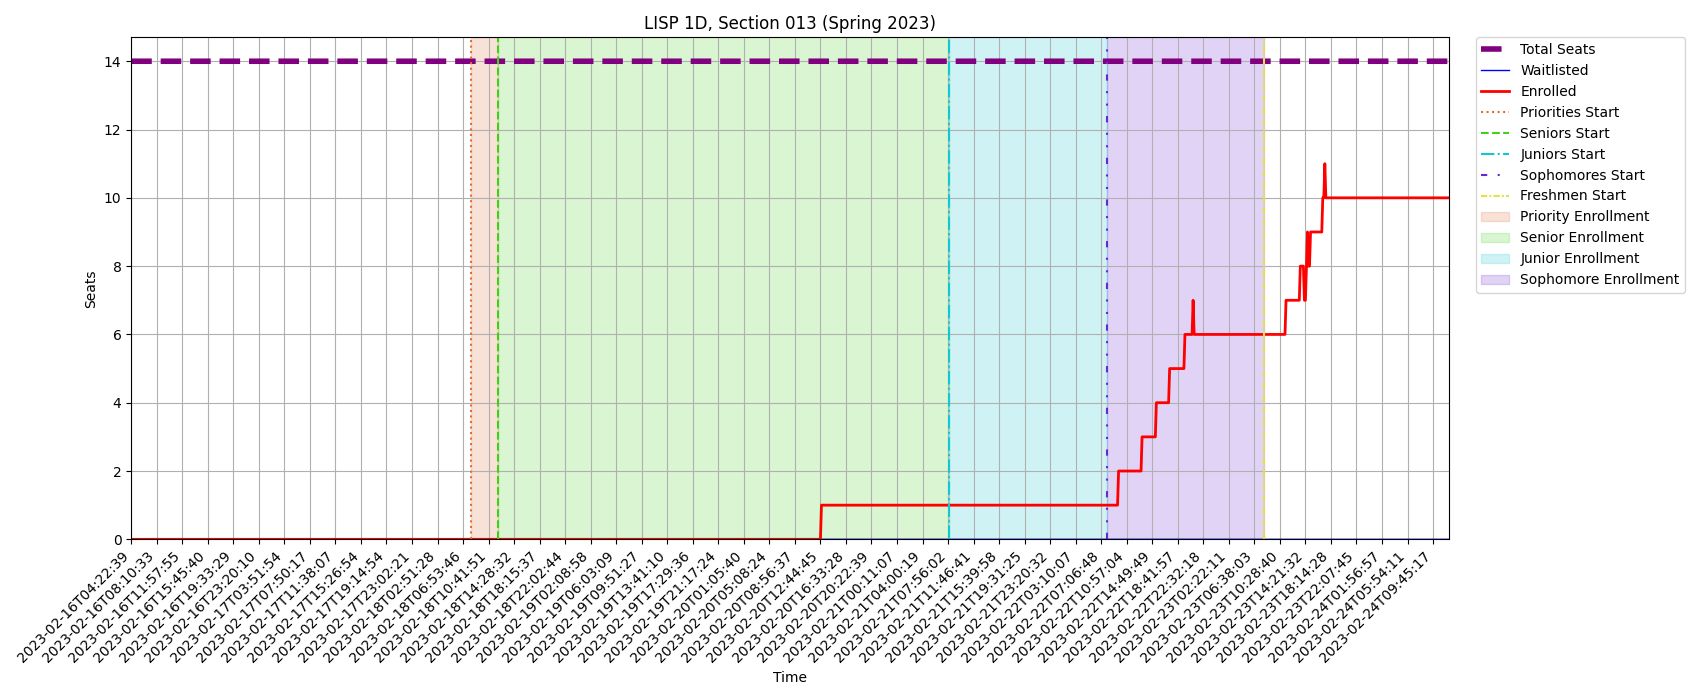 LISP 1D, Section 013 (Spring 2023)
Total Seats
Waitlisted
Enrolled
Priorities Start
Seniors Start
Juniors Start
Sophomores Start
Freshmen Start
Priority Enrollment
Senior Enrollment
Junior Enrollment
Sophomore Enrollment
Seats
14
12
10
8
6
4
2
0
2023-02-16T04:22:39
2023-02-16T08:10:33
2023-02-16T11:57:55
2023-02-16T15:45:40
2023-02-16T19:33:29
2023-02-16T23:20:10
2023-02-17T03:51:54
2023-02-17T07:50:17
2023-02-17T11:38:07
2023-02-17T15:26:54
2023-02-17T19:14:54
2023-02-17T23:02:21
2023-02-18T02:51:28
2023-02-18T06:53:46
2023-02-18T10:41:51
2023-02-18T14:28:32
2023-02-18T18:15:37
2023-02-18T22:02:44
2023-02-19T02:08:58
2023-02-19T06:03:09
2023-02-19T09:51:27
2023-02-19T13:41:10
2023-02-19T17:29:36
2023-02-19T21:17:24
2023-02-20T01:05:40
2023-02-20T05:08:24
2023-02-20T08:56:37
2023-02-20T12:44:45
2023-02-20T16:33:28
2023-02-20T20:22:39
2023-02-21T00:11:07
2023-02-21T04:00:19
2023-02-21T07:56:02
2023-02-21T11:46:41
2023-02-21T15:39:58
2023-02-21T19:31:25
2023-02-21T23:20:32
2023-02-22T03:10:07
2023-02-22T07:06:48
2023-02-22T10:57:04
2023-02-22T14:49:49
2023-02-22T18:41:57
2023-02-22T22:32:18
2023-02-23T02:22:11
2023-02-23T06:38:03
2023-02-23T10:28:40
2023-02-23T14:21:32
2023-02-23T18:14:28
2023-02-23T22:07:45
2023-02-24T01:56:57
2023-02-24T05:54:11
2023-02-24T09:45:17
Time